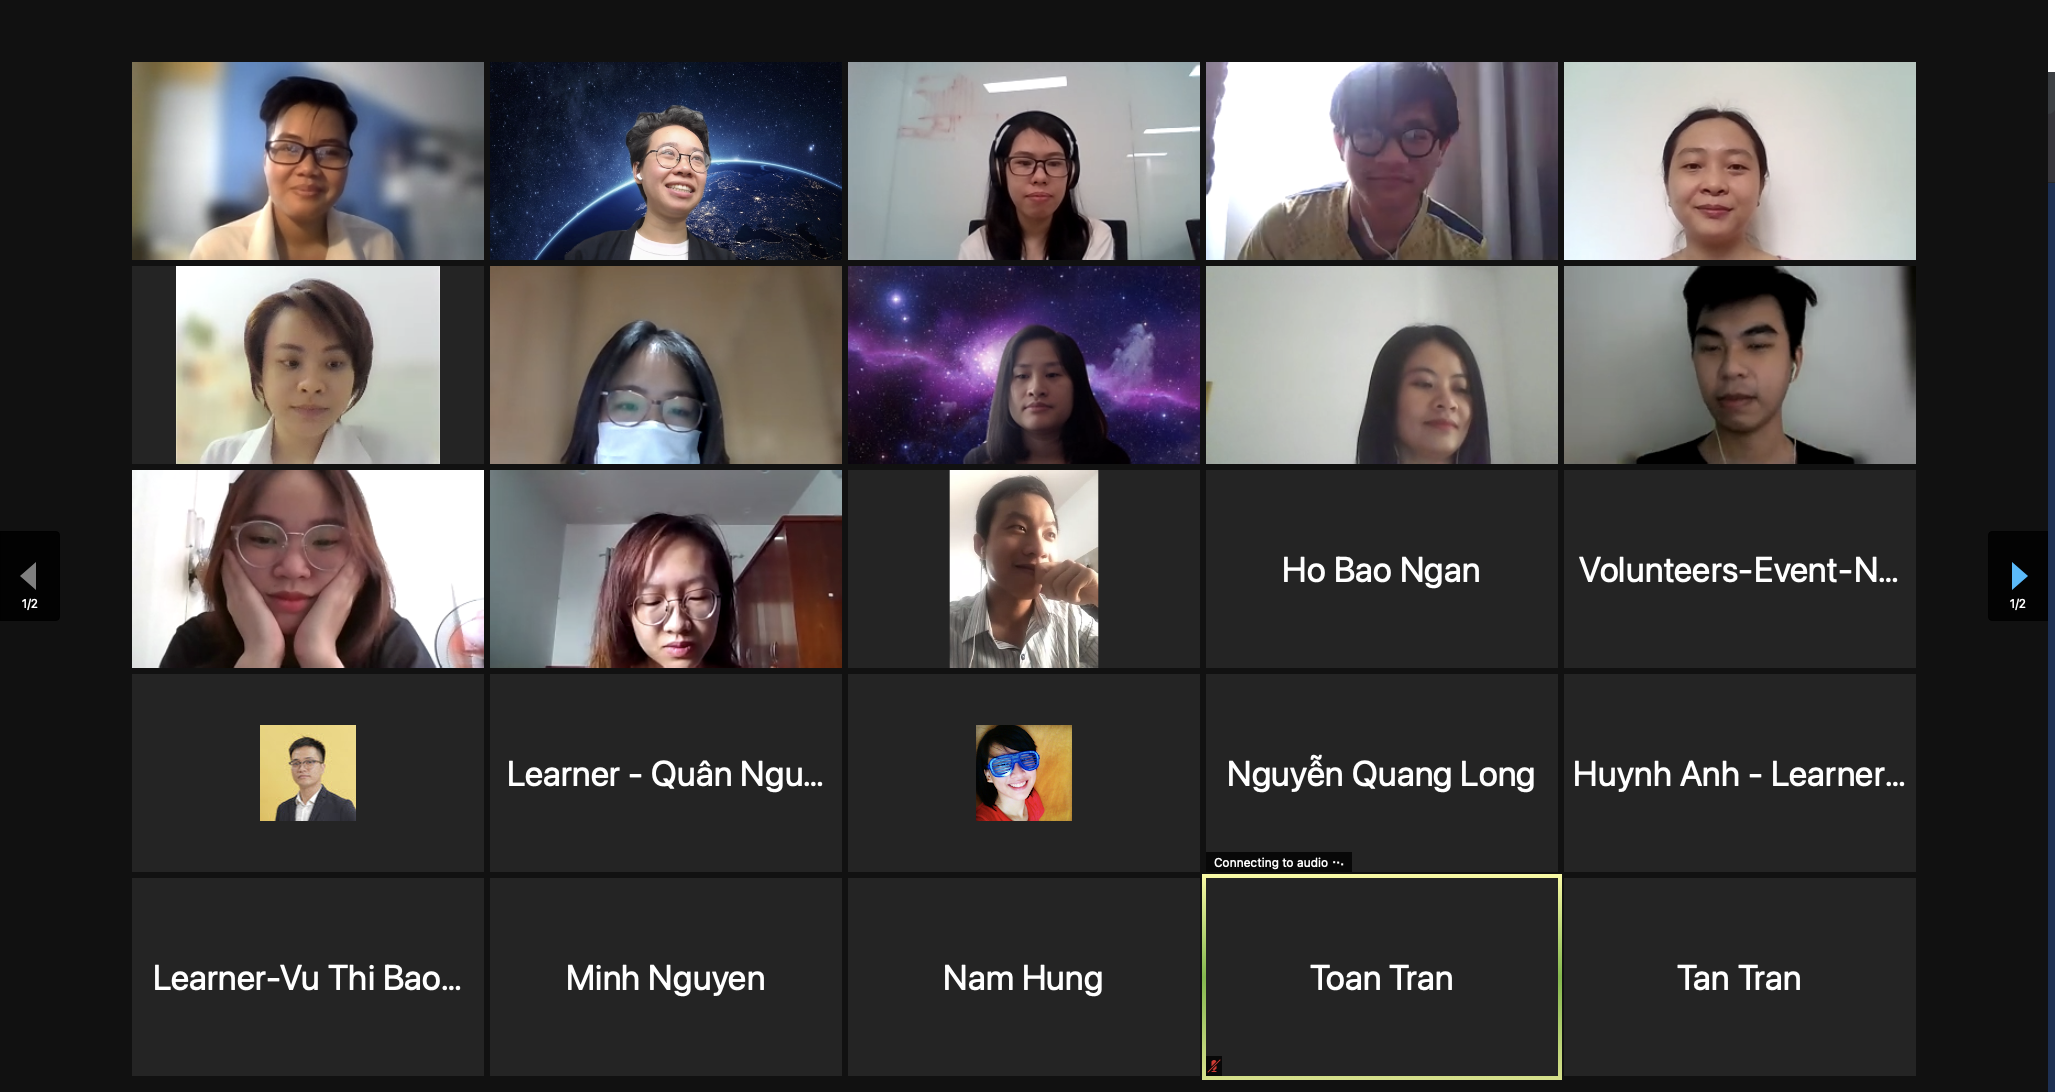 1/2
1/2
Ho Bao Ngan
Volunteers-Event-N...
Learner - Quân Ngu...
Nguyễn Quang Long
Huynh Anh - Learner...
Connecting to audio ···
Learner-Vu Thi Bao...
Minh Nguyen
Nam Hung
Toan Tran
Tan Tran